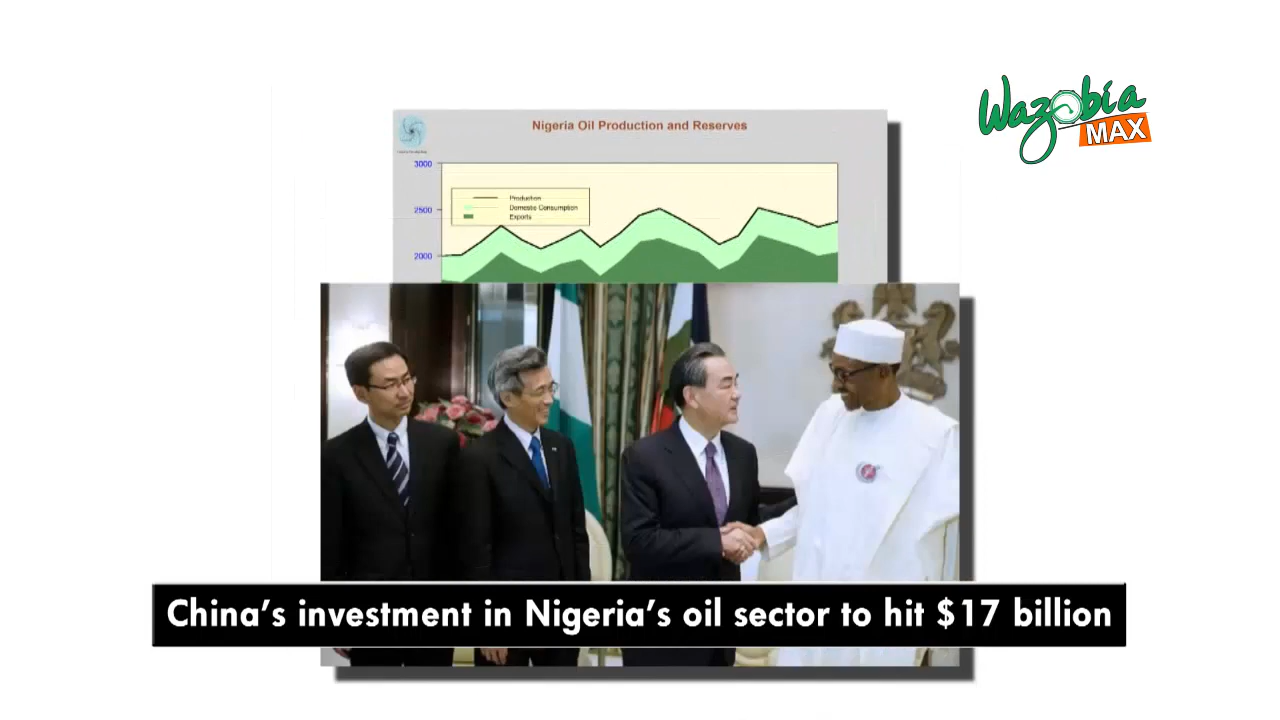 Wazobia
MAX
Nigeria Oil Production and Reserves
3000
Production
Domestic Consumption
2500
Exports
2000
China's investment in Nigeria's oil sector to hit $17 billion